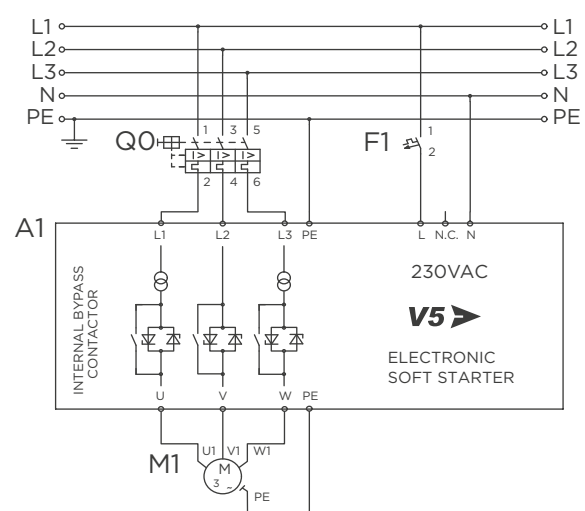 L1 L1
L2 L2
L3 L3
N N
PE PE
Q0 1 3 5 F1 1
I> I> I> 2
2 4 6
A1
L1 L2 L3 PE L N.C. N
230VAC
INTERNAL BYPASS
CONTACTOR
V5
ELECTRONIC
SOFT STARTER
U V W PE
U1 V1 W1
M1 M
3 ~
PE